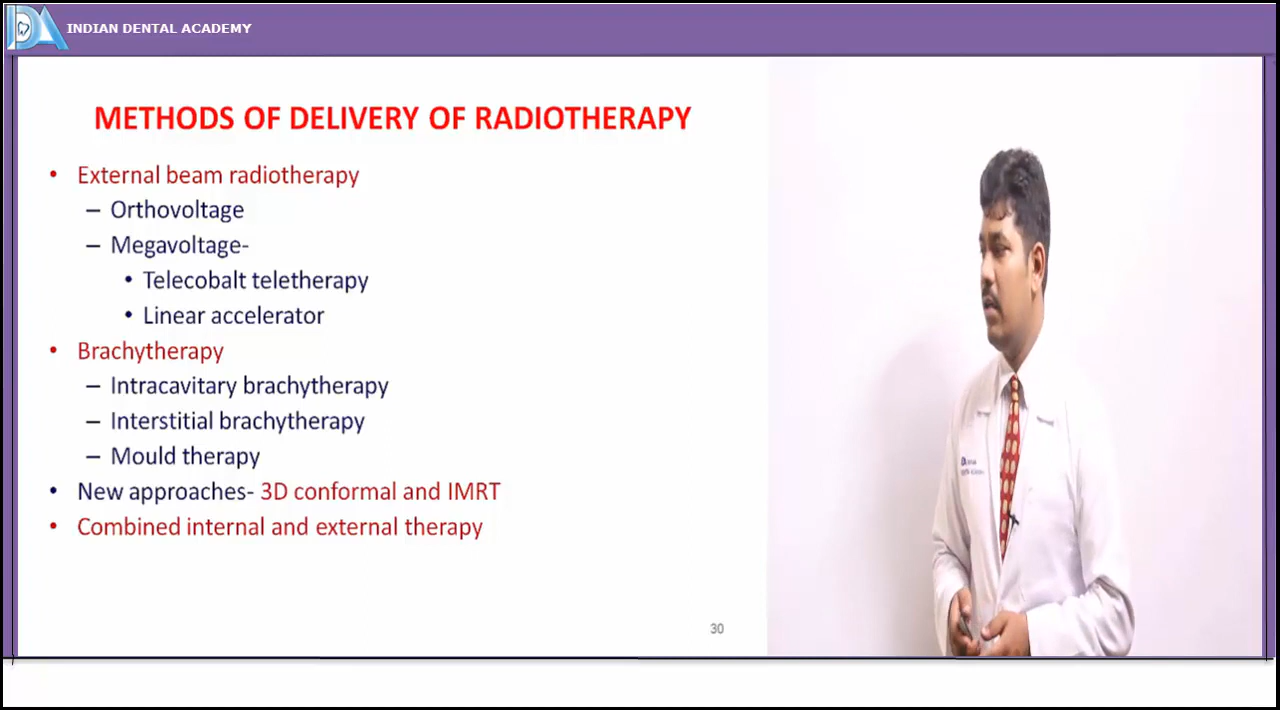 INDIAN DENTAL ACADEMY
METHODS OF DELIVERY OF RADIOTHERAPY
• External beam radiotherapy
– Orthovoltage
– Megavoltage-
• Telecobalt teletherapy
• Linear accelerator
• Brachytherapy
– Intracavitary brachytherapy
– Interstitial brachytherapy
– Mould therapy
• New approaches- 3D conformal and IMRT
• Combined internal and external therapy
30